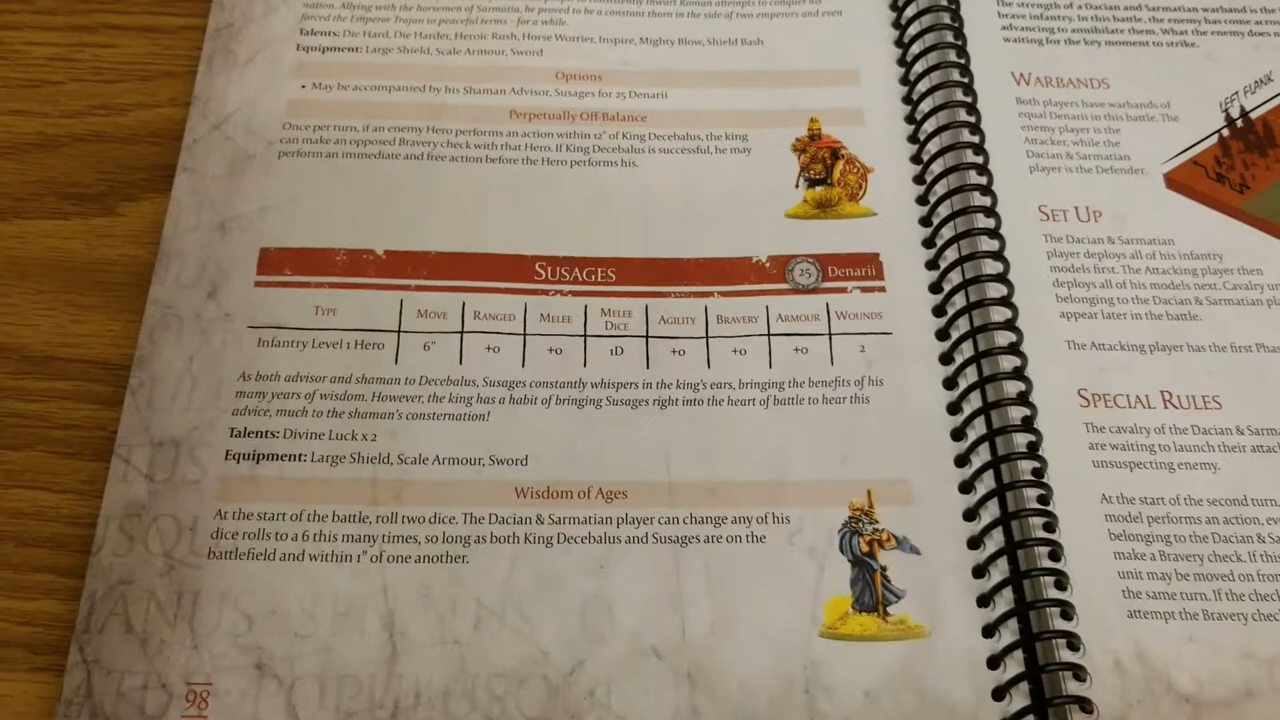 nation. Allying with the horsemen of Sarmatia, he proved to be a constant thorn in the side of two emperors and even
forced the Emperor Trajan to peaceful terms – for a while.
Talents: Die Hard, Die Harder, Heroic Rush, Horse Worrier, Inspire, Mighty Blow, Shield Bash
Equipment: Large Shield, Scale Armour, Sword
Options
• May be accompanied by his Shaman Advisor, Susages for 25 Denarii
Perpetually Off-Balance
Once per turn, if an enemy Hero performs an action within 12" of King Decebalus, the king
can make an opposed Bravery check with that Hero. If King Decebalus is successful, he may
perform an immediate and free action before the Hero performs his.
SUSAGES 25 Denarii
TYPE MOVE RANGED MELEE MELEE DICE AGILITY BRAVERY ARMOUR WOUNDS
Infantry Level 1 Hero 6" +0 +0 1D +0 +0 +0 2
As both advisor and shaman to Decebalus, Susages constantly whispers in the king's ears, bringing the benefits of his
many years of wisdom. However, the king has a habit of bringing Susages right into the heart of battle to hear this
advice, much to the shaman's consternation!
Talents: Divine Luck x 2
Equipment: Large Shield, Scale Armour, Sword
Wisdom of Ages
At the start of the battle, roll two dice. The Dacian & Sarmatian player can change any of his
dice rolls to a 6 this many times, so long as both King Decebalus and Susages are on the
battlefield and within 1" of one another.
98
The strength of a Dacian and Sarmatian warband is the
brave infantry. In this battle, the enemy has come
advancing to annihilate them. What the enemy does
waiting for the key moment to strike.
WARBANDS
Both players have warbands of
equal Denarii in this battle. The
enemy player is the
Attacker, while the
Dacian & Sarmatian
player is the Defender.
LEFT FLANK
SET UP
The Dacian & Sarmatian
player deploys all of his infantry
models first. The Attacking player then
deploys all of his models next. Cavalry
belonging to the Dacian & Sarmatian
appear later in the battle.
The Attacking player has the first
SPECIAL RULES
The cavalry of the Dacian &
are waiting to launch their
unsuspecting enemy.
At the start of the second turn,
model performs an action,
belonging to the Dacian &
make a Bravery check. If
unit may be moved on
the same turn. If the
attempt the Bravery